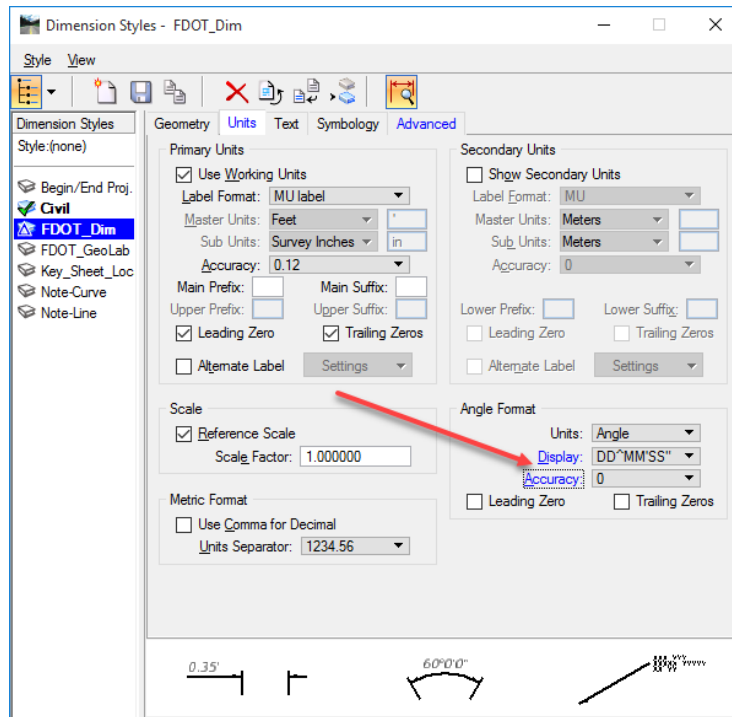 Dimension Styles - FDOT_Dim
Style View
Dimension Styles
Style:(none)
Begin/End Proj.
Civil
FDOT_Dim
FDOT_GeoLab
Key_Sheet_Loc
Note-Curve
Note-Line
Geometry Units Text Symbology Advanced
Primary Units
Use Working Units
Label Format: MU label
Master Units: Feet '
Sub Units: Survey Inches in
Accuracy: 0.12
Main Prefix: Main Suffix:
Upper Prefix: Upper Suffix:
Leading Zero Trailing Zeros
Alternate Label Settings
Secondary Units
Show Secondary Units
Label Format: MU
Master Units: Meters
Sub Units: Meters
Accuracy: 0
Lower Prefix: Lower Suffix:
Leading Zero Trailing Zeros
Alternate Label Settings
Scale
Reference Scale
Scale Factor: 1.000000
Angle Format
Units: Angle
Display: DD^MM'SS"
Accuracy: 0
Leading Zero Trailing Zeros
Metric Format
Use Comma for Decimal
Units Separator: 1234.56
0.35' 60°0'0"